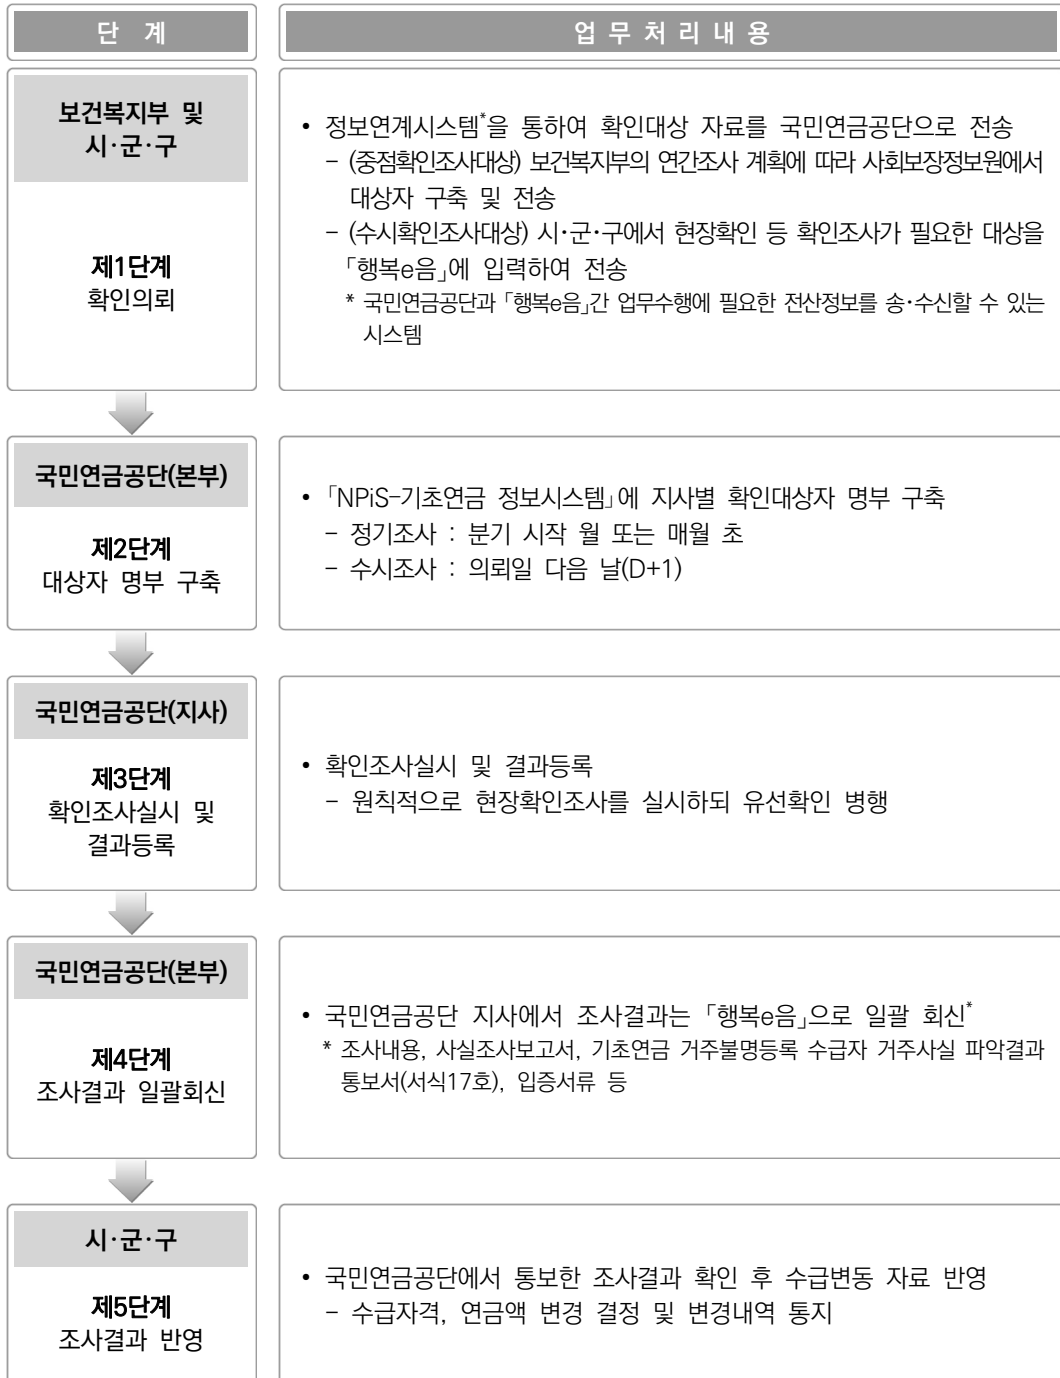 단 계
업 무 처 리 내 용
보건복지부 및
시·군·구
제1단계
확인의뢰
• 정보연계시스템*을 통하여 확인대상 자료를 국민연금공단으로 전송
- (중점확인조사대상) 보건복지부의 연간조사 계획에 따라 사회보장정보원에서
대상자 구축 및 전송
- (수시확인조사대상) 시·군·구에서 현장확인 등 확인조사가 필요한 대상을
「행복e음」에 입력하여 전송
* 국민연금공단과 「행복e음」간 업무수행에 필요한 전산정보를 송·수신할 수 있는
시스템
국민연금공단(본부)
제2단계
대상자 명부 구축
• 「NPiS-기초연금 정보시스템」에 지사별 확인대상자 명부 구축
- 정기조사 : 분기 시작 월 또는 매월 초
- 수시조사 : 의뢰일 다음 날(D+1)
국민연금공단(지사)
제3단계
확인조사실시 및
결과등록
• 확인조사실시 및 결과등록
- 원칙적으로 현장확인조사를 실시하되 유선확인 병행
국민연금공단(본부)
제4단계
조사결과 일괄회신
• 국민연금공단 지사에서 조사결과는 「행복e음」으로 일괄 회신*
* 조사내용, 사실조사보고서, 기초연금 거주불명등록 수급자 거주사실 파악결과
통보서(서식17호), 입증서류 등
시·군·구
제5단계
조사결과 반영
• 국민연금공단에서 통보한 조사결과 확인 후 수급변동 자료 반영
- 수급자격, 연금액 변경 결정 및 변경내역 통지